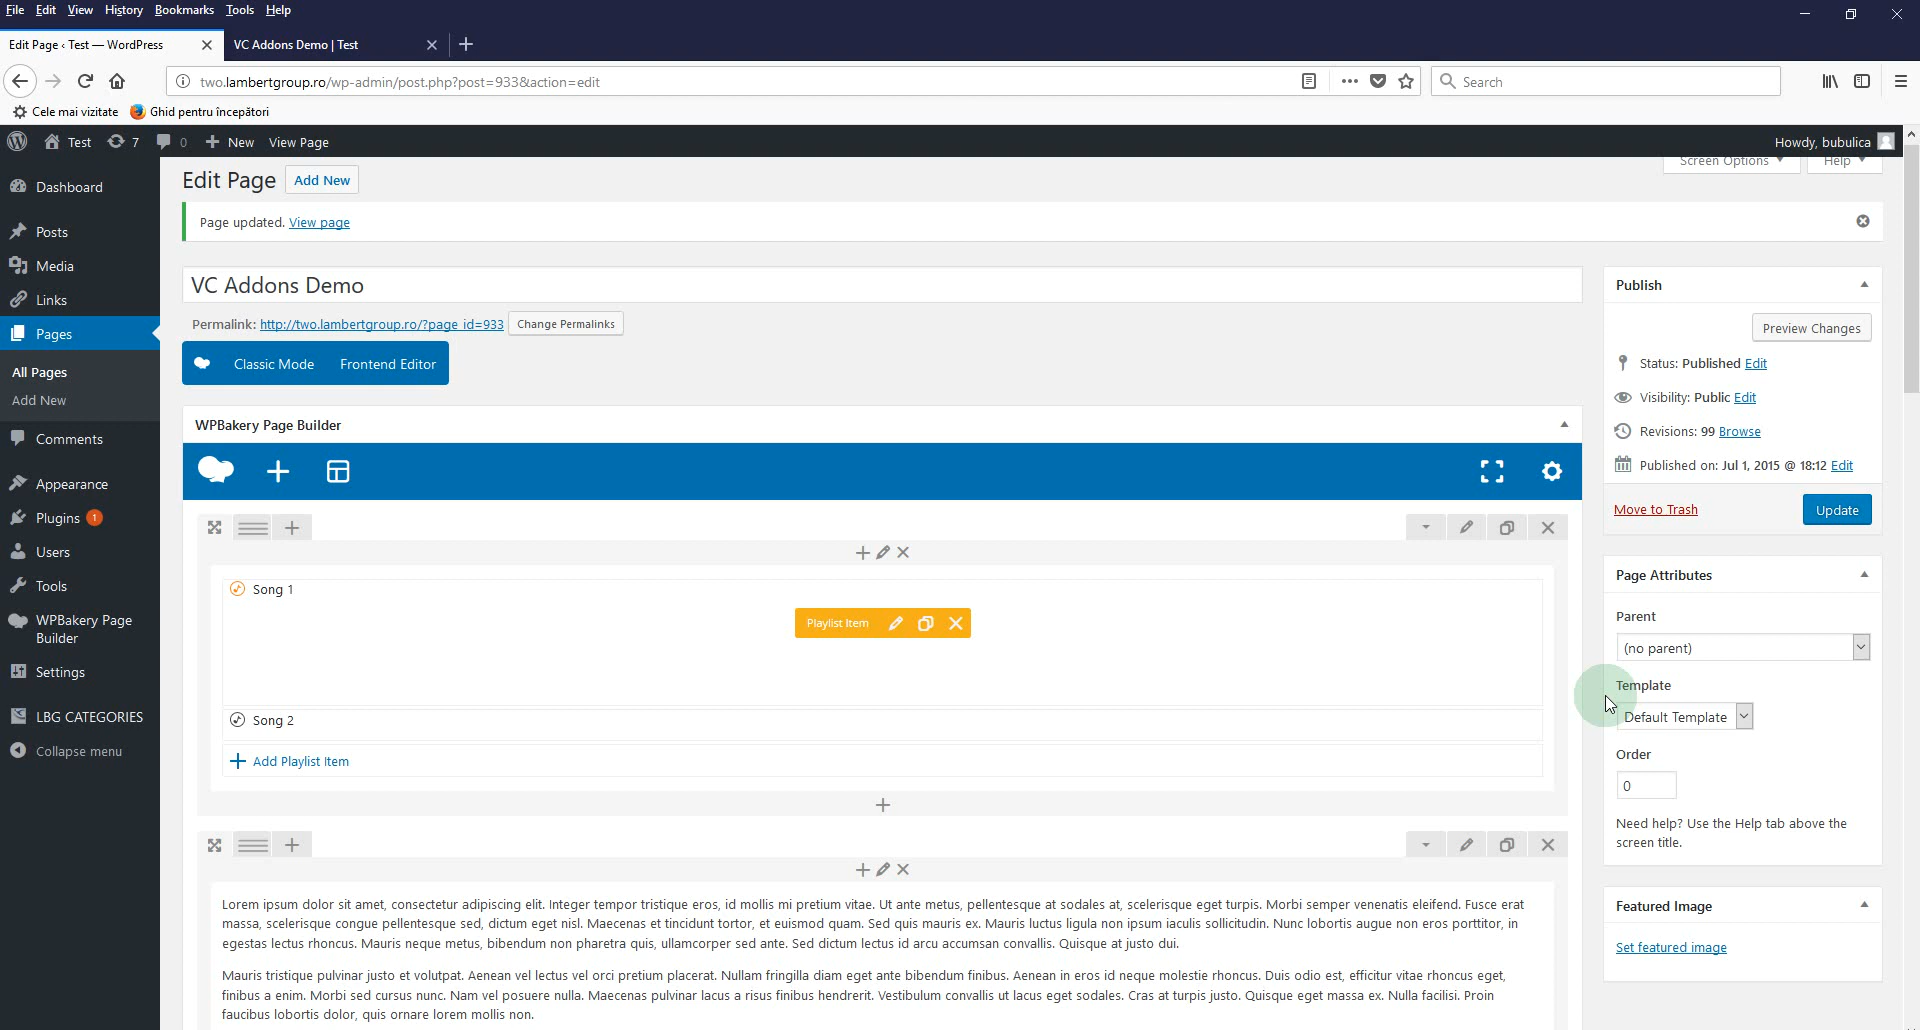 File Edit View History Bookmarks Tools Help
Edit Page ‹ Test — WordPress
VC Addons Demo | Test
two.lambertgroup.ro/wp-admin/post.php?post=933&action=edit
Search
Cele mai vizitate
Ghid pentru începători
Test
7
0
New
View Page
Howdy, bubulica
Dashboard
Posts
Media
Links
Pages
All Pages
Add New
Comments
Appearance
Plugins 1
Users
Tools
WPBakery Page
Builder
Settings
LBG CATEGORIES
Collapse menu
Edit Page
Add New
Screen Options
Help
Page updated. View page
VC Addons Demo
Permalink: http://two.lambertgroup.ro/?page_id=933
Change Permalinks
Classic Mode
Frontend Editor
WPBakery Page Builder
Song 1
Playlist Item
Song 2
Add Playlist Item
Lorem ipsum dolor sit amet, consectetur adipiscing elit. Integer tempor tristique eros, id mollis mi pretium vitae. Ut ante metus, pellentesque at sodales at, scelerisque eget turpis. Morbi semper venenatis eleifend. Fusce erat
massa, scelerisque congue pellentesque sed, dictum eget nisl. Maecenas et tincidunt tortor, et euismod quam. Sed quis mauris ex. Mauris luctus ligula non ipsum iaculis sollicitudin. Nunc lobortis augue non eros porttitor, in
egestas lectus rhoncus. Mauris neque metus, bibendum non pharetra quis, ullamcorper sed ante. Sed dictum lectus id arcu accumsan convallis. Quisque at justo dui.
Mauris tristique pulvinar justo et volutpat. Aenean vel lectus vel orci pretium placerat. Nullam fringilla diam eget ante bibendum finibus. Aenean in eros id neque molestie rhoncus. Duis odio est, efficitur vitae rhoncus eget,
finibus a enim. Morbi sed cursus nunc. Nam vel posuere nulla. Maecenas pulvinar lacus a risus finibus hendrerit. Vestibulum convallis ut lacus eget sodales. Cras at turpis justo. Quisque eget massa ex. Nulla facilisi. Proin
faucibus lobortis dolor, quis ornare lorem mollis non.
Publish
Preview Changes
Status: Published Edit
Visibility: Public Edit
Revisions: 99 Browse
Published on: Jul 1, 2015 @ 18:12 Edit
Move to Trash
Update
Page Attributes
Parent
(no parent)
Template
Default Template
Order
0
Need help? Use the Help tab above the
screen title.
Featured Image
Set featured image